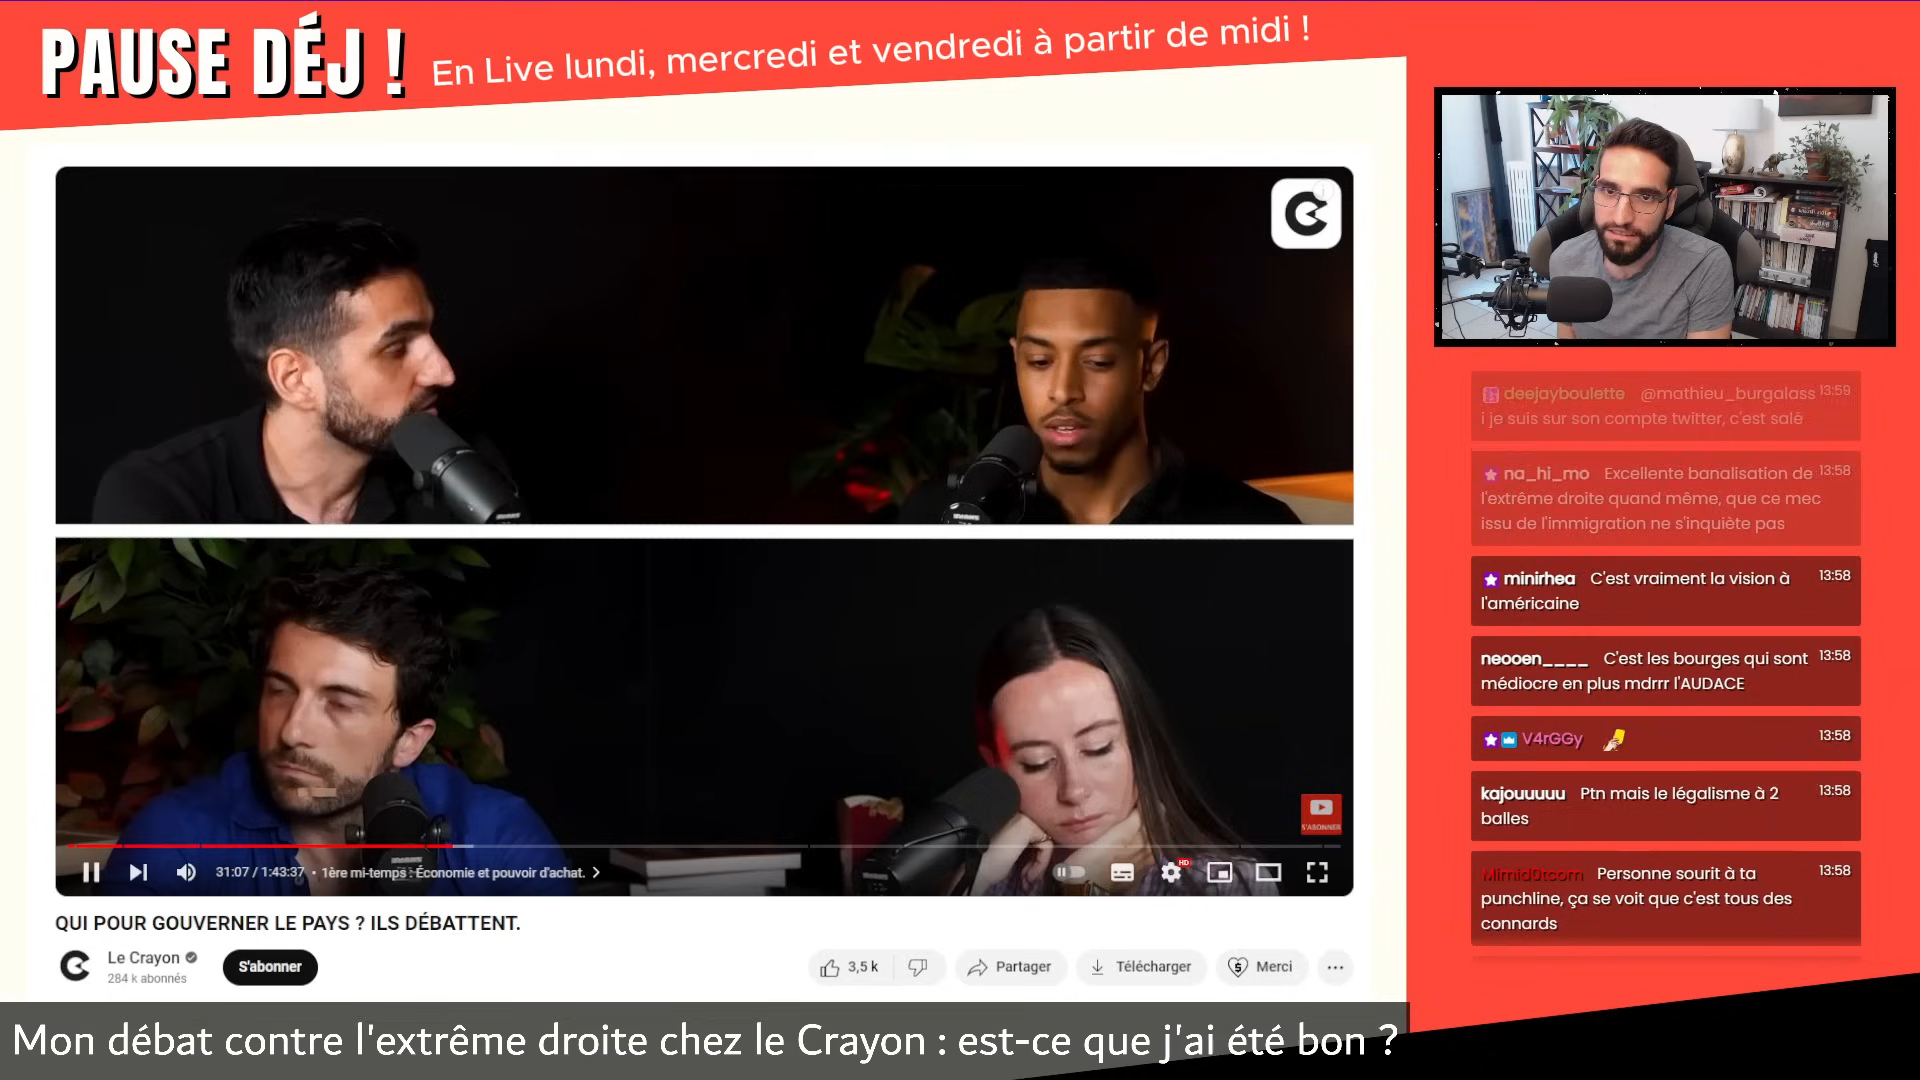 PAUSE DÉJ !
En Live lundi, mercredi et vendredi à partir de midi !
deejayboulette @mathieu_burgalass 13:59
i je suis sur son compte twitter, c'est salé
na_hi_mo Excellente banalisation de 13:58
l'extrême droite quand même, que ce mec
issu de l'immigration ne s'inquiète pas
minirhea C'est vraiment la vision à 13:58
l'américaine
neooen____ C'est les bourges qui sont 13:58
médiocre en plus mdrrr l'AUDACE
V4rGGy 13:58
kajouuuuu Ptn mais le légalisme à 2 13:58
balles
Mimid0tsom Personne sourit à ta 13:58
punchline, ça se voit que c'est tous des
connards
S'ABONNER
31:07 / 1:43:37 • 1ère mi-temps : Économie et pouvoir d'achat.
HD
QUI POUR GOUVERNER LE PAYS ? ILS DÉBATTENT.
Le Crayon
284 k abonnés
S'abonner
3,5 k
Partager
Télécharger
Merci
Mon débat contre l'extrême droite chez le Crayon : est-ce que j'ai été bon ?